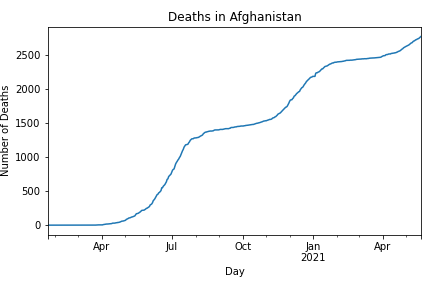 Deaths in Afghanistan
Number of Deaths
2500
2000
1500
1000
500
0
Apr Jul Oct Jan Apr
2021
Day